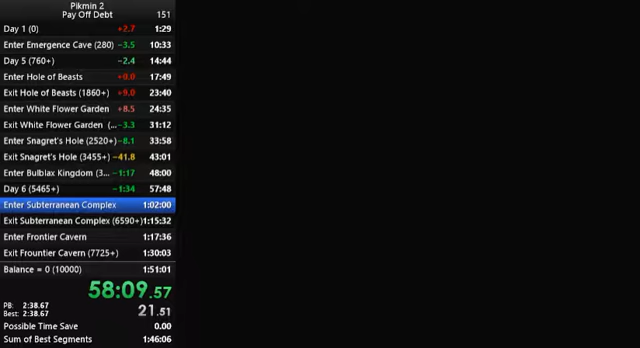 Pikmin 2
Pay Off Debt 151
Day 1 (0) +2.7 1:29
Enter Emergence Cave (280) −3.5 10:33
Day 5 (760+) −2.4 14:44
Enter Hole of Beasts +0.0 17:49
Exit Hole of Beasts (1860+) +9.0 23:40
Enter White Flower Garden +8.5 24:35
Exit White Flower Garden (... −3.3 31:12
Enter Snagret's Hole (2520+) −8.1 33:58
Exit Snagret's Hole (3455+) −41.8 43:01
Enter Bulblax Kingdom (3... −1:17 48:00
Day 6 (5465+) −1:34 57:48
Enter Subterranean Complex 1:02:00
Exit Subterranean Complex (6590+) 1:15:32
Enter Frontier Cavern 1:17:36
Exit Frountier Cavern (7725+) 1:30:03
Balance = 0 (10000) 1:51:01
58:09.57
PB: 2:38.67
Best: 2:38.67
21.51
Possible Time Save 0.00
Sum of Best Segments 1:46:06